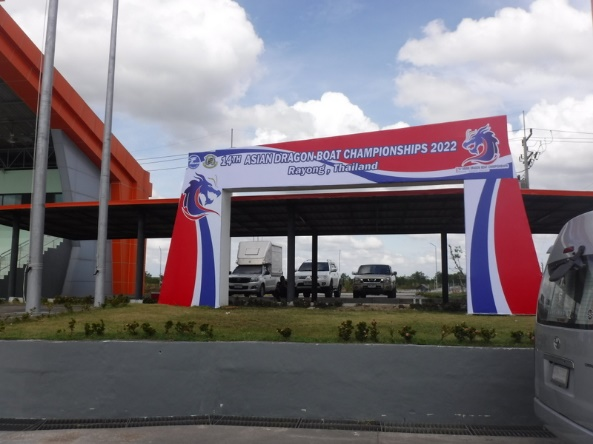 14TH ASIAN DRAGON BOAT CHAMPIONSHIPS 2022
Rayong, Thailand